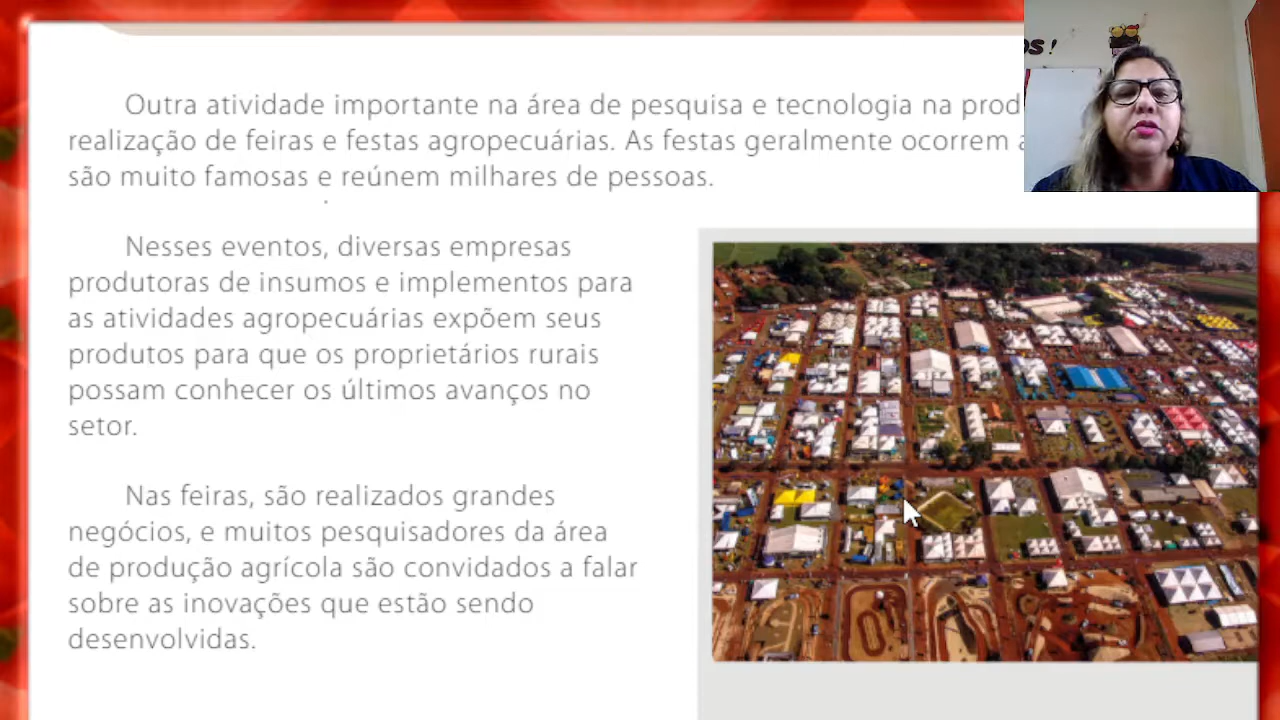 Outra atividade importante na área de pesquisa e tecnologia na
realização de feiras e festas agropecuárias. As festas geralmente ocorrem
são muito famosas e reúnem milhares de pessoas.
Nesses eventos, diversas empresas
produtoras de insumos e implementos para
as atividades agropecuárias expõem seus
produtos para que os proprietários rurais
possam conhecer os últimos avanços no
setor.
Nas feiras, são realizados grandes
negócios, e muitos pesquisadores da área
de produção agrícola são convidados a falar
sobre as inovações que estão sendo
desenvolvidas.